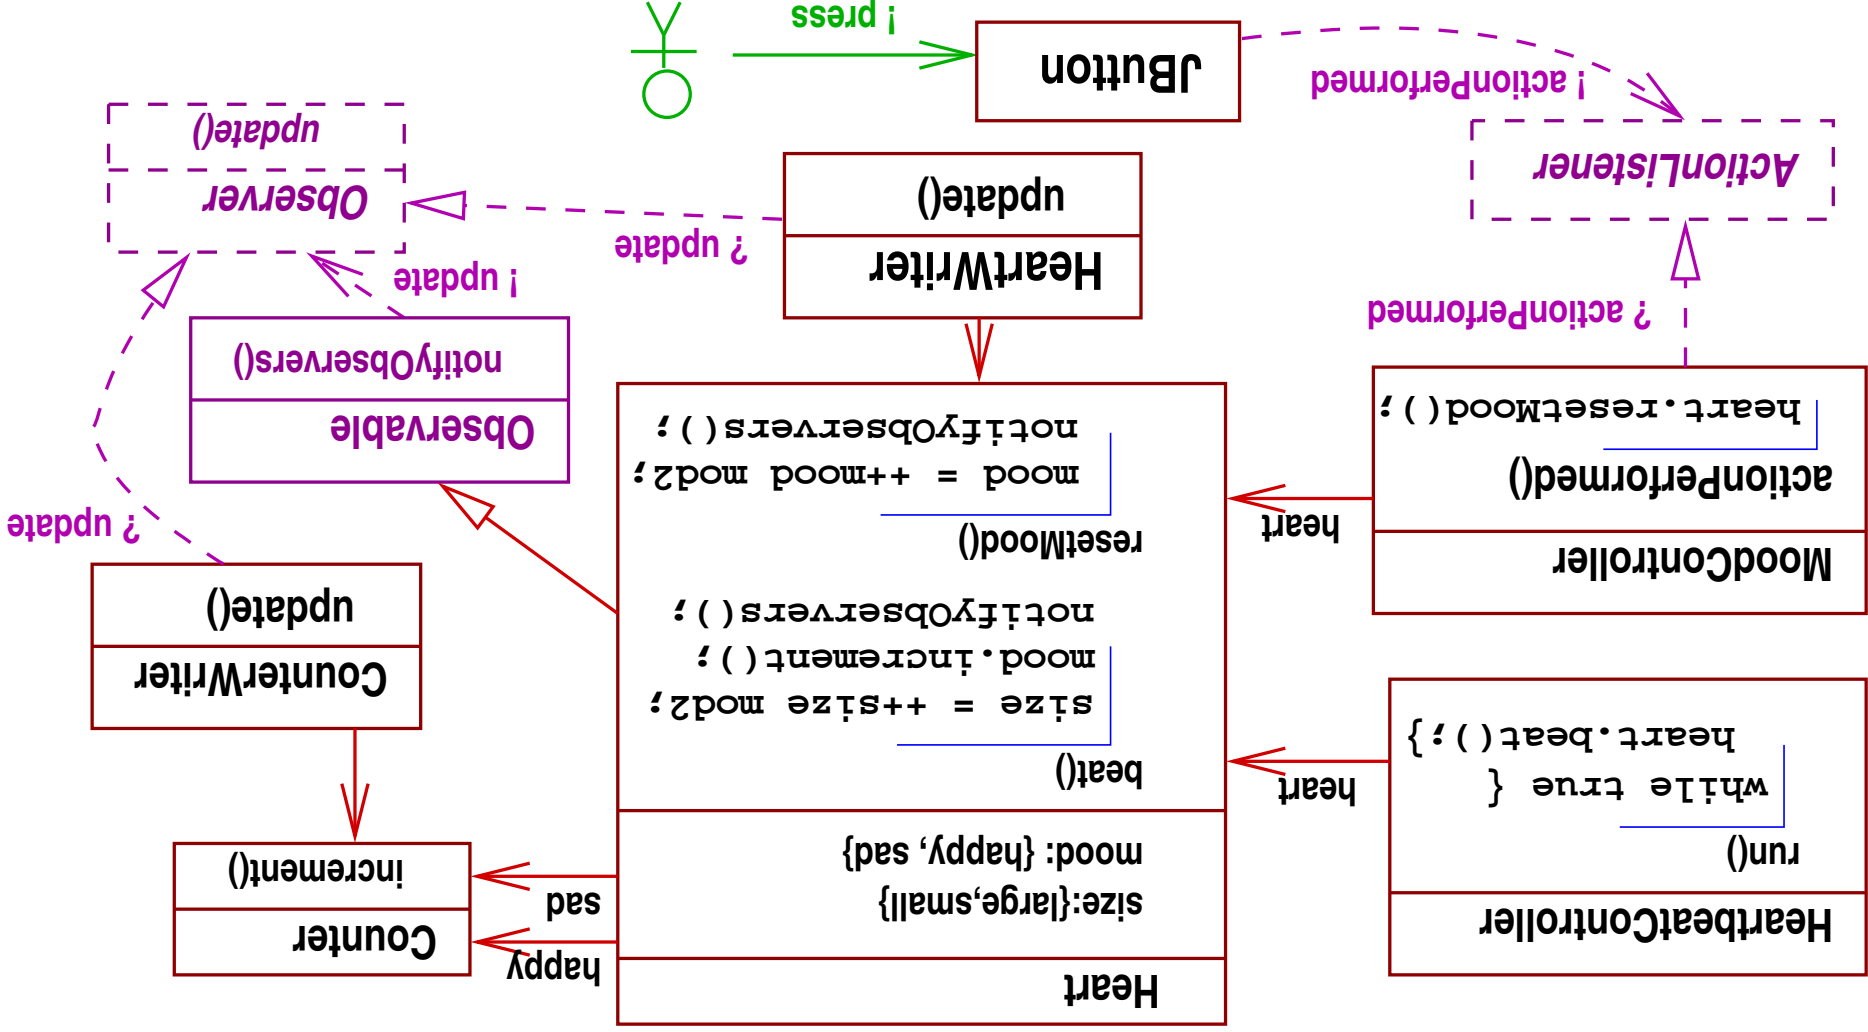 HeartbeatController
run()
while true {
heart.beat();}
heart
Heart
size:{large,small}
mood: {happy, sad}
beat()
size = ++size mod2;
mood.increment();
notifyObservers();
resetMood()
mood = ++mood mod2;
notifyObservers();
happy
sad
Counter
increment()
MoodController
actionPerformed()
heart.resetMood();
heart
CounterWriter
update()
? update
Observable
notifyObservers()
! update
? actionPerformed
HeartWriter
update()
? update
Observer
update()
ActionListener
! actionPerformed
JButton
! press